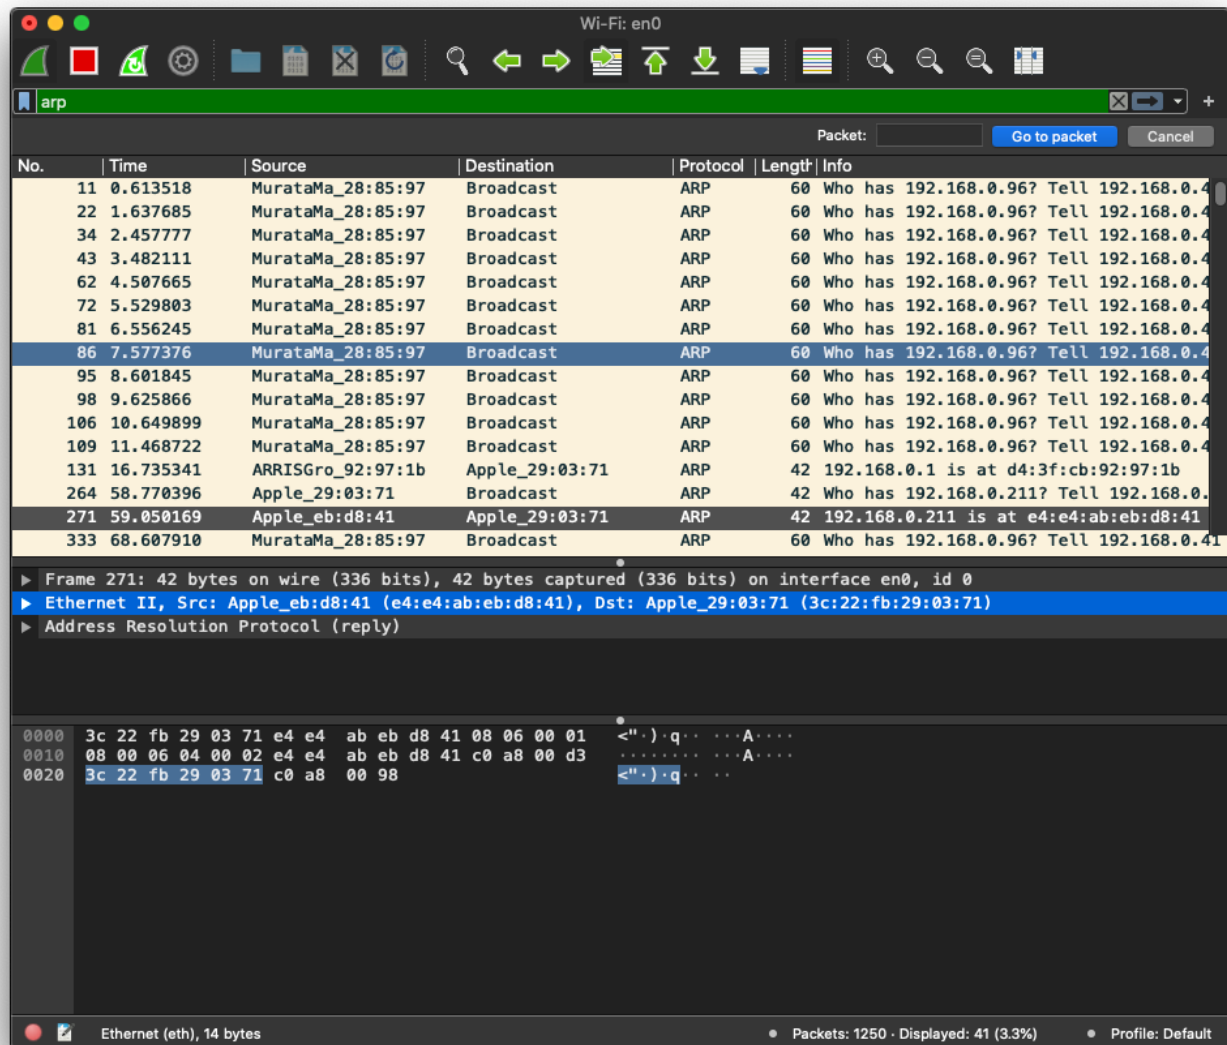 Wi-Fi: en0
arp
Packet: Go to packet Cancel
No. Time Source Destination Protocol Length Info
11 0.613518 MurataMa_28:85:97 Broadcast ARP 60 Who has 192.168.0.96? Tell 192.168.0.4
22 1.637685 MurataMa_28:85:97 Broadcast ARP 60 Who has 192.168.0.96? Tell 192.168.0.4
34 2.457777 MurataMa_28:85:97 Broadcast ARP 60 Who has 192.168.0.96? Tell 192.168.0.4
43 3.482111 MurataMa_28:85:97 Broadcast ARP 60 Who has 192.168.0.96? Tell 192.168.0.4
62 4.507665 MurataMa_28:85:97 Broadcast ARP 60 Who has 192.168.0.96? Tell 192.168.0.4
72 5.529803 MurataMa_28:85:97 Broadcast ARP 60 Who has 192.168.0.96? Tell 192.168.0.4
81 6.556245 MurataMa_28:85:97 Broadcast ARP 60 Who has 192.168.0.96? Tell 192.168.0.4
86 7.577376 MurataMa_28:85:97 Broadcast ARP 60 Who has 192.168.0.96? Tell 192.168.0.4
95 8.601845 MurataMa_28:85:97 Broadcast ARP 60 Who has 192.168.0.96? Tell 192.168.0.4
98 9.625866 MurataMa_28:85:97 Broadcast ARP 60 Who has 192.168.0.96? Tell 192.168.0.4
106 10.649899 MurataMa_28:85:97 Broadcast ARP 60 Who has 192.168.0.96? Tell 192.168.0.4
109 11.468722 MurataMa_28:85:97 Broadcast ARP 60 Who has 192.168.0.96? Tell 192.168.0.4
131 16.735341 ARRISGro_92:97:1b Apple_29:03:71 ARP 42 192.168.0.1 is at d4:3f:cb:92:97:1b
264 58.770396 Apple_29:03:71 Broadcast ARP 42 Who has 192.168.0.211? Tell 192.168.0.
271 59.050169 Apple_eb:d8:41 Apple_29:03:71 ARP 42 192.168.0.211 is at e4:e4:ab:eb:d8:41
333 68.607910 MurataMa_28:85:97 Broadcast ARP 60 Who has 192.168.0.96? Tell 192.168.0.41
Frame 271: 42 bytes on wire (336 bits), 42 bytes captured (336 bits) on interface en0, id 0
Ethernet II, Src: Apple_eb:d8:41 (e4:e4:ab:eb:d8:41), Dst: Apple_29:03:71 (3c:22:fb:29:03:71)
Address Resolution Protocol (reply)
0000 3c 22 fb 29 03 71 e4 e4 ab eb d8 41 08 06 00 01 <"·)·q·· ···A····
0010 08 00 06 04 00 02 e4 e4 ab eb d8 41 c0 a8 00 d3 ········ ···A····
0020 3c 22 fb 29 03 71 c0 a8 00 98 <"·)·q·· ··
Ethernet (eth), 14 bytes Packets: 1250 · Displayed: 41 (3.3%) Profile: Default